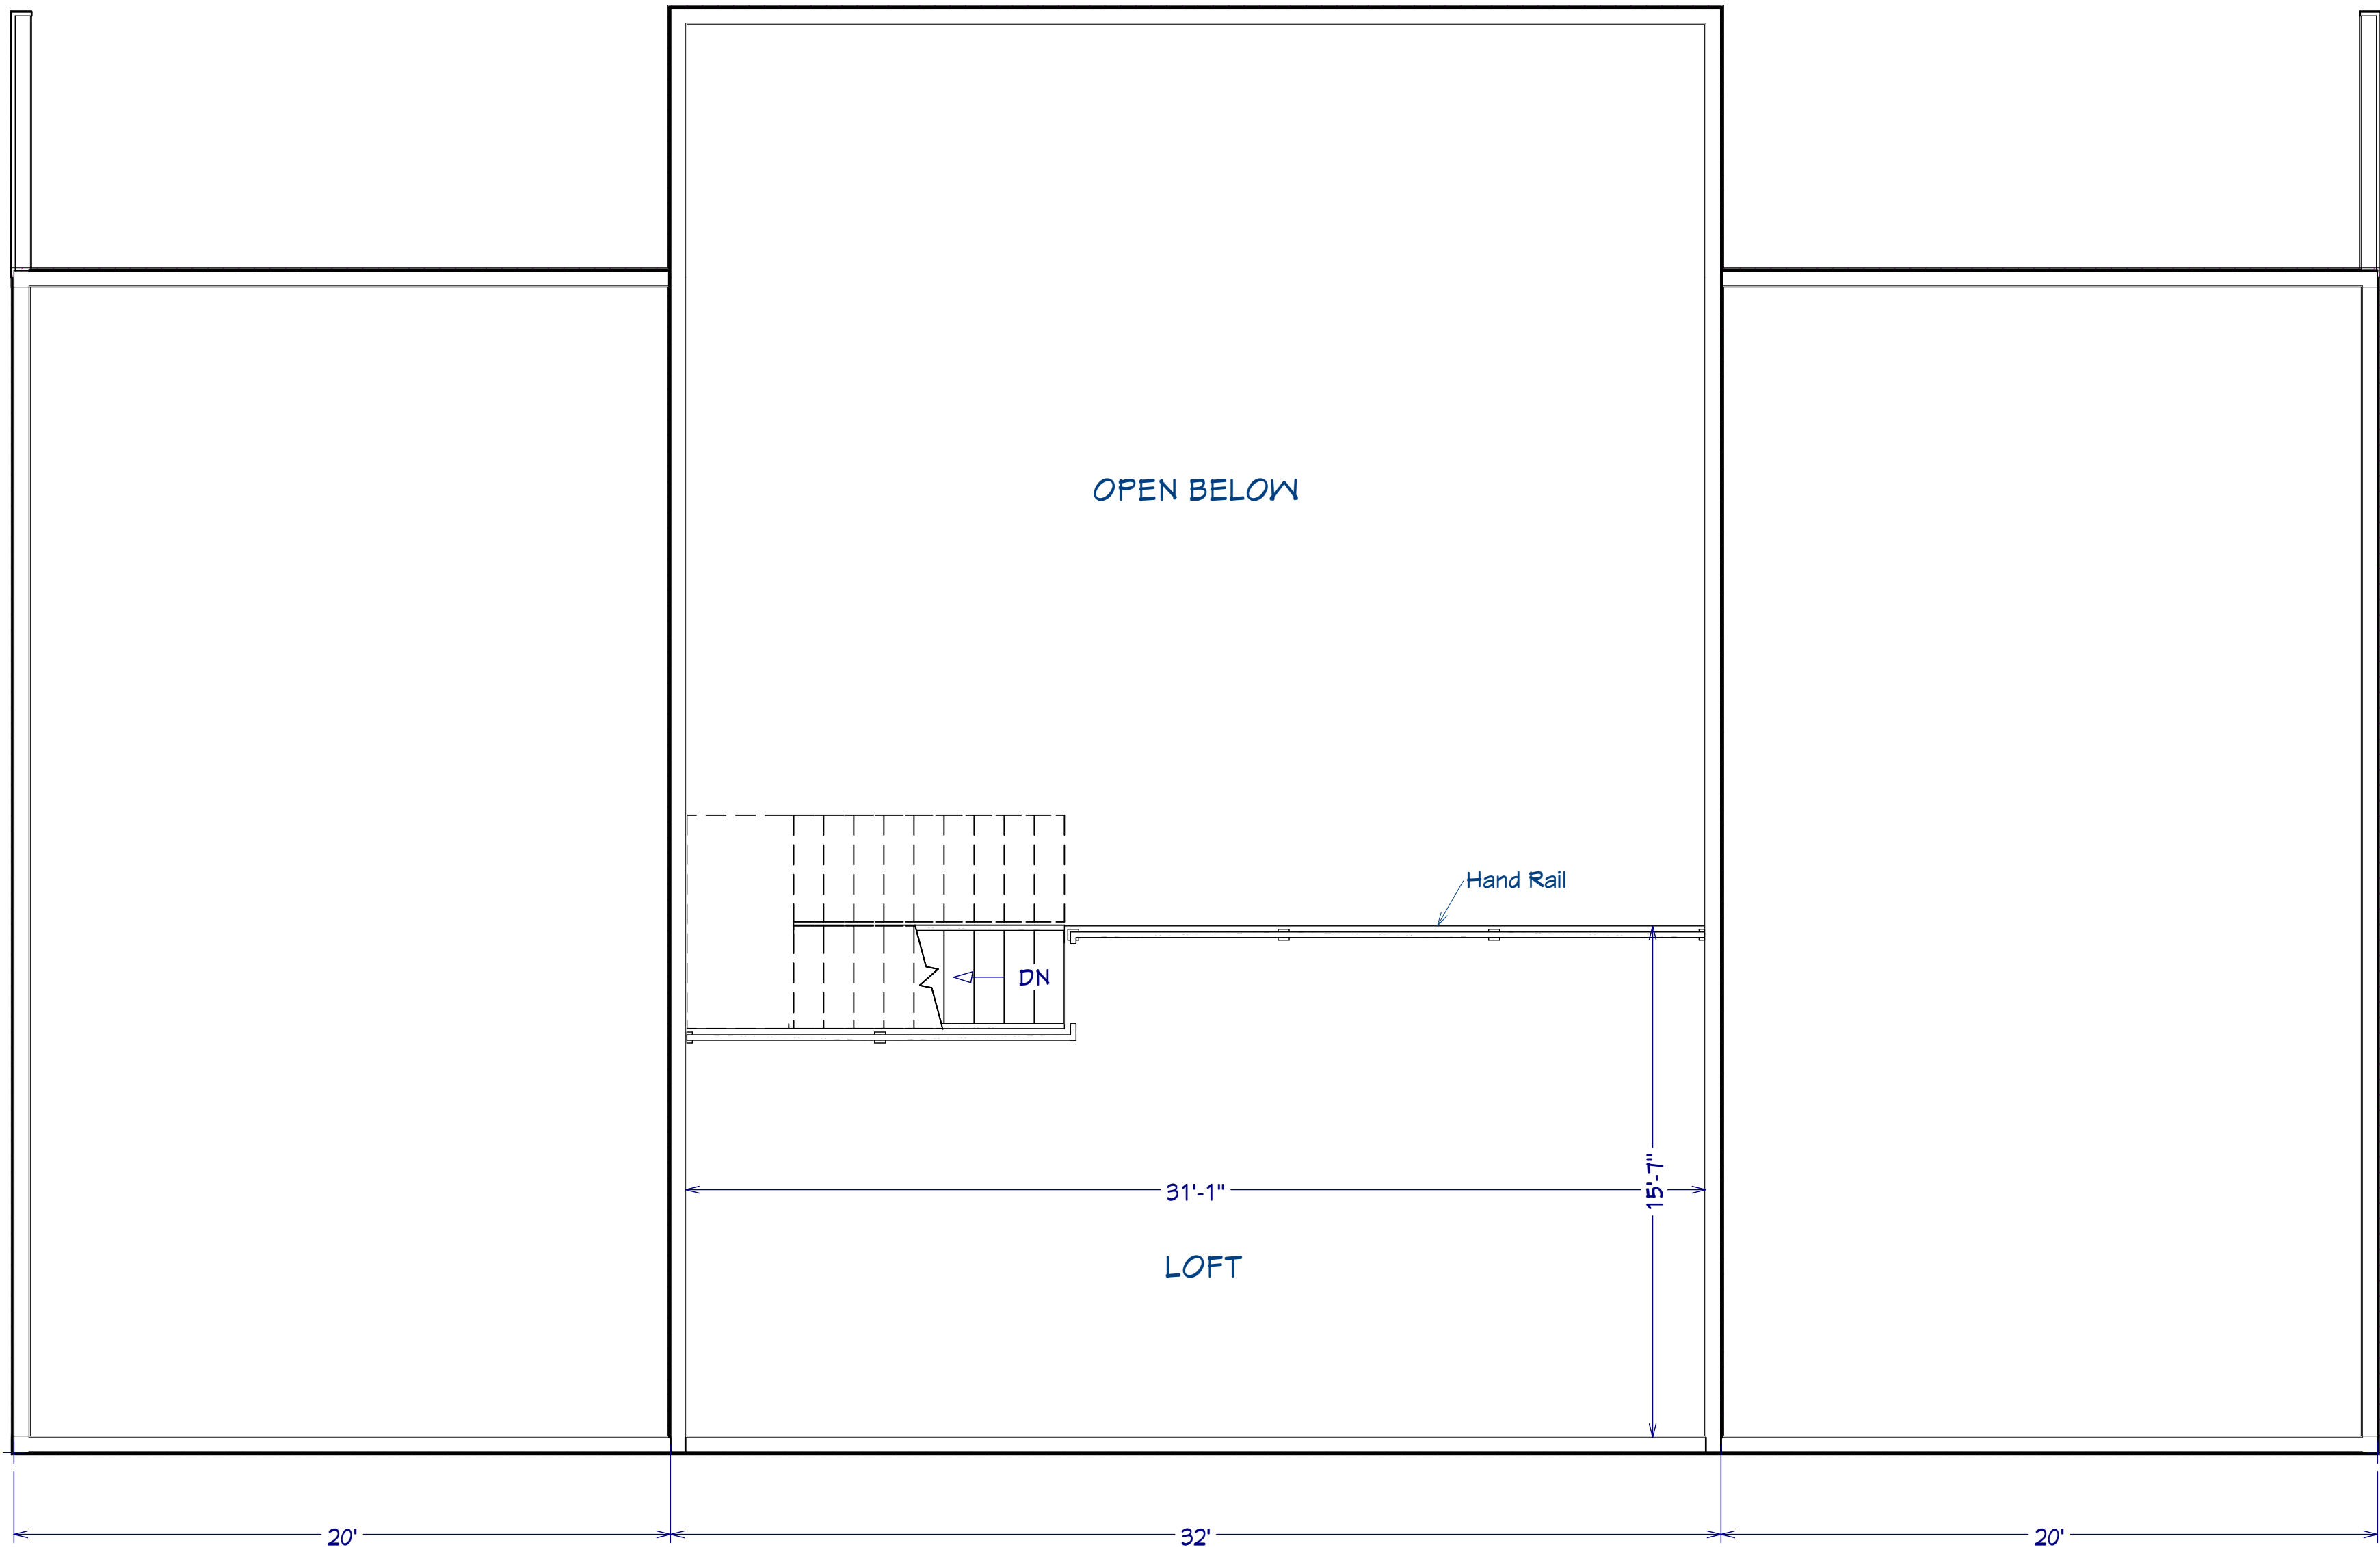 OPEN BELOW
Hand Rail
DN
31'-1"
15'-7"
LOFT
20'
32'
20'